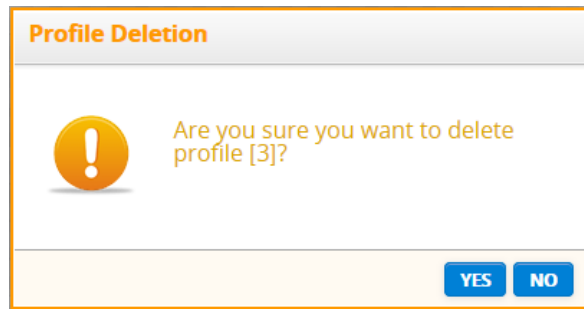 Profile Deletion
Are you sure you want to delete
profile [3]?
YES NO